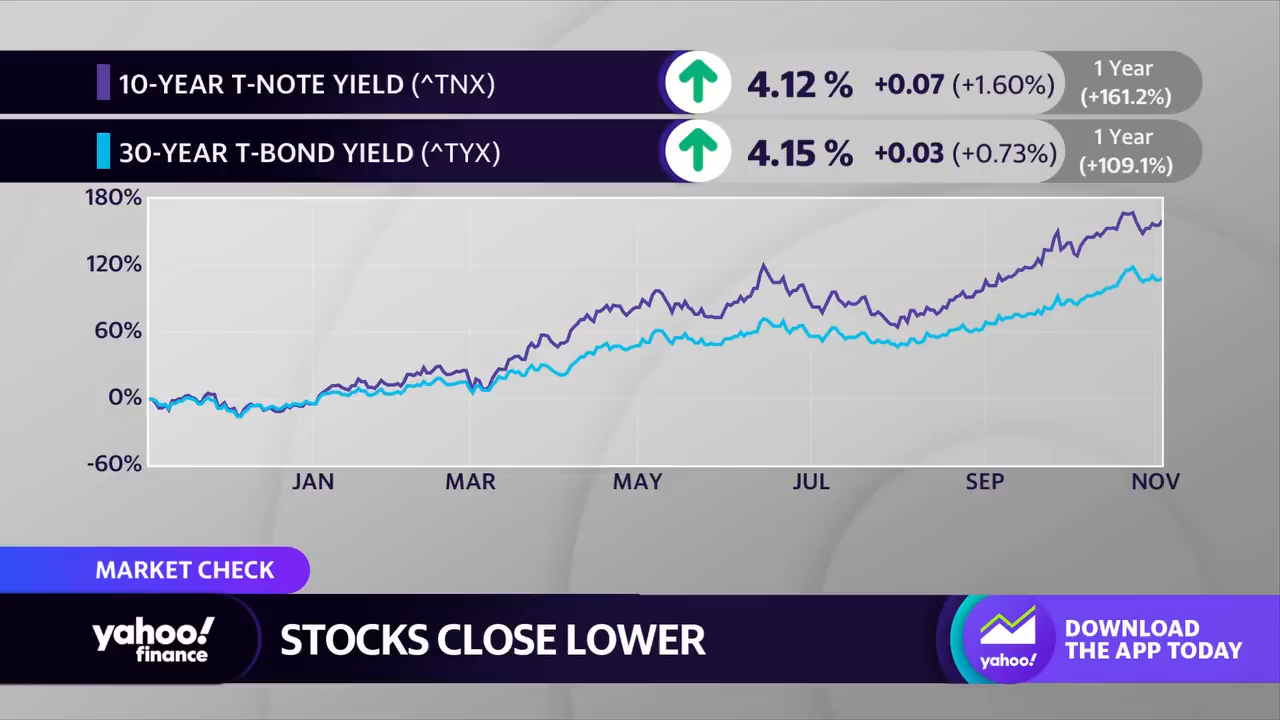 10-YEAR T-NOTE YIELD (^TNX) 4.12 % +0.07 (+1.60%) 1 Year (+161.2%)
30-YEAR T-BOND YIELD (^TYX) 4.15 % +0.03 (+0.73%) 1 Year (+109.1%)
180%
120%
60%
0%
-60%
JAN MAR MAY JUL SEP NOV
MARKET CHECK
yahoo!
finance
STOCKS CLOSE LOWER
yahoo!
DOWNLOAD
THE APP TODAY